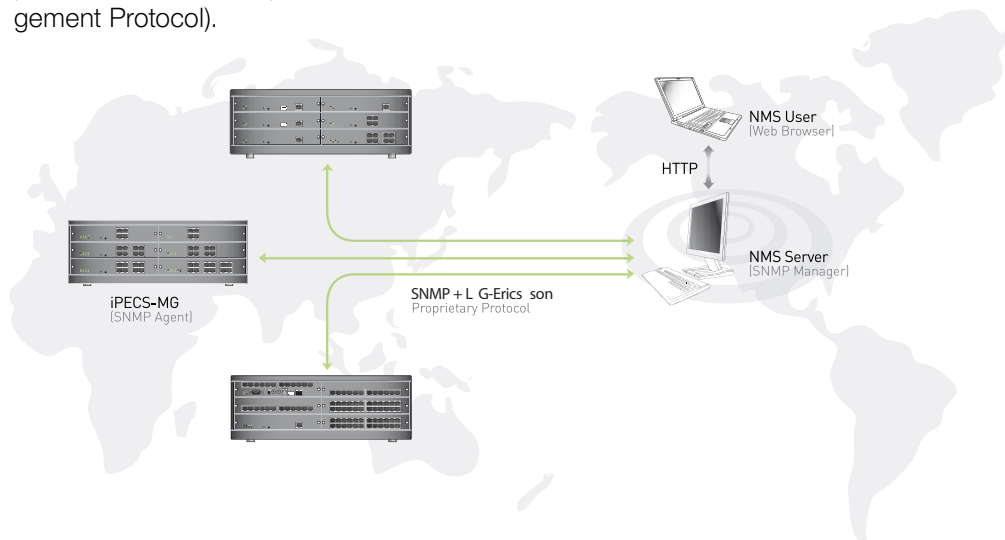 gement Protocol).
NMS User
(Web Browser)
HTTP
NMS Server
(SNMP Manager)
iPECS-MG
(SNMP Agent)
SNMP + L G-Erics son
Proprietary Protocol